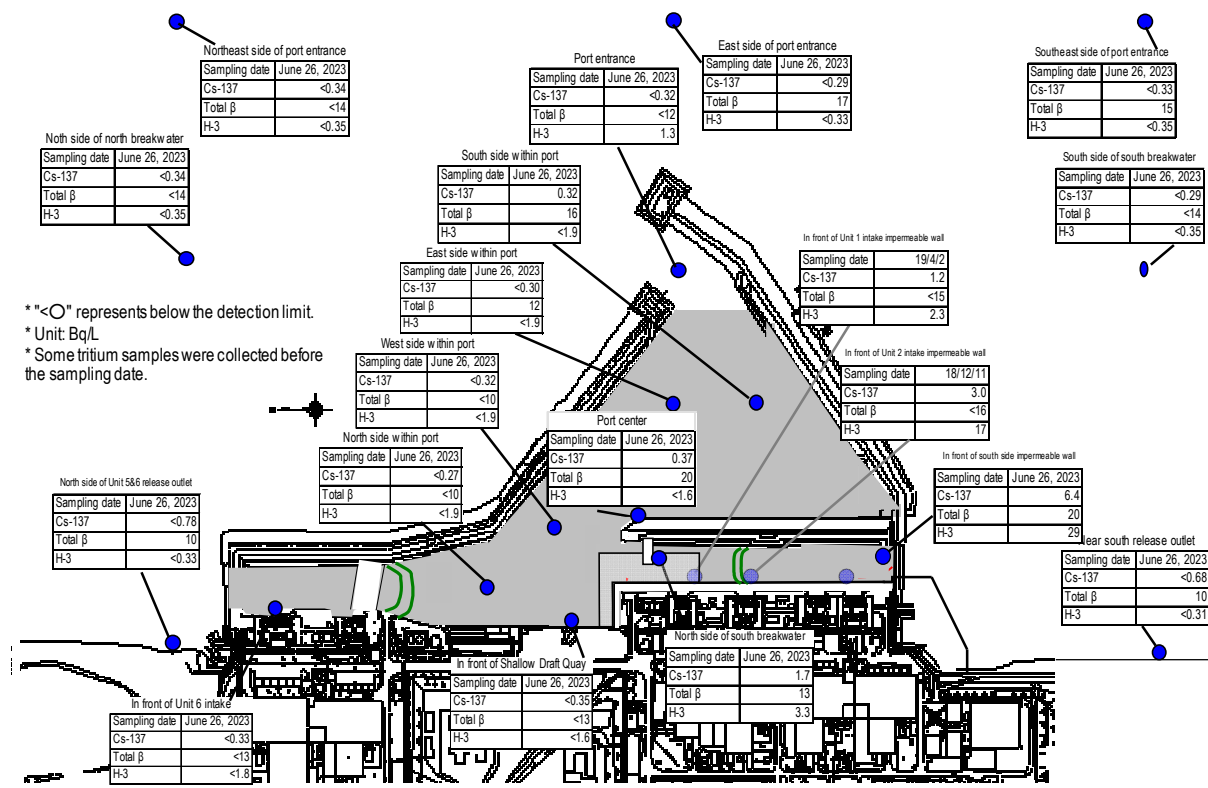 Northeast side of port entrance
Sampling date June 26, 2023
Cs-137 <0.34
Total β <14
H-3 <0.35
Port entrance
Sampling date June 26, 2023
Cs-137 <0.32
Total β <12
H-3 1.3
East side of port entrance
Sampling date June 26, 2023
Cs-137 <0.29
Total β 17
H-3 <0.33
Southeast side of port entrance
Sampling date June 26, 2023
Cs-137 <0.33
Total β 15
H-3 <0.35
Noth side of north breakwater
Sampling date June 26, 2023
Cs-137 <0.34
Total β <14
H-3 <0.35
South side within port
Sampling date June 26, 2023
Cs-137 0.32
Total β 16
H-3 <1.9
South side of south breakwater
Sampling date June 26, 2023
Cs-137 <0.29
Total β <14
H-3 <0.35
East side within port
Sampling date June 26, 2023
Cs-137 <0.30
Total β 12
H-3 <1.9
In front of Unit 1 intake impermeable wall
Sampling date 19/4/2
Cs-137 1.2
Total β <15
H-3 2.3
* "<○" represents below the detection limit.
* Unit: Bq/L
* Some tritium samples were collected before
the sampling date.
West side within port
Sampling date June 26, 2023
Cs-137 <0.32
Total β <10
H-3 <1.9
In front of Unit 2 intake impermeable wall
Sampling date 18/12/11
Cs-137 3.0
Total β <16
H-3 17
Port center
Sampling date June 26, 2023
Cs-137 0.37
Total β 20
H-3 <1.6
North side within port
Sampling date June 26, 2023
Cs-137 <0.27
Total β <10
H-3 <1.9
In front of south side impermeable wall
Sampling date June 26, 2023
Cs-137 6.4
Total β 20
H-3 29
North side of Unit 5&6 release outlet
Sampling date June 26, 2023
Cs-137 <0.78
Total β 10
H-3 <0.33
Near south release outlet
Sampling date June 26, 2023
Cs-137 <0.68
Total β 10
H-3 <0.31
North side of south breakwater
Sampling date June 26, 2023
Cs-137 1.7
Total β 13
H-3 3.3
In front of Shallow Draft Quay
Sampling date June 26, 2023
Cs-137 <0.35
Total β <13
H-3 <1.6
In front of Unit 6 intake
Sampling date June 26, 2023
Cs-137 <0.33
Total β <13
H-3 <1.8